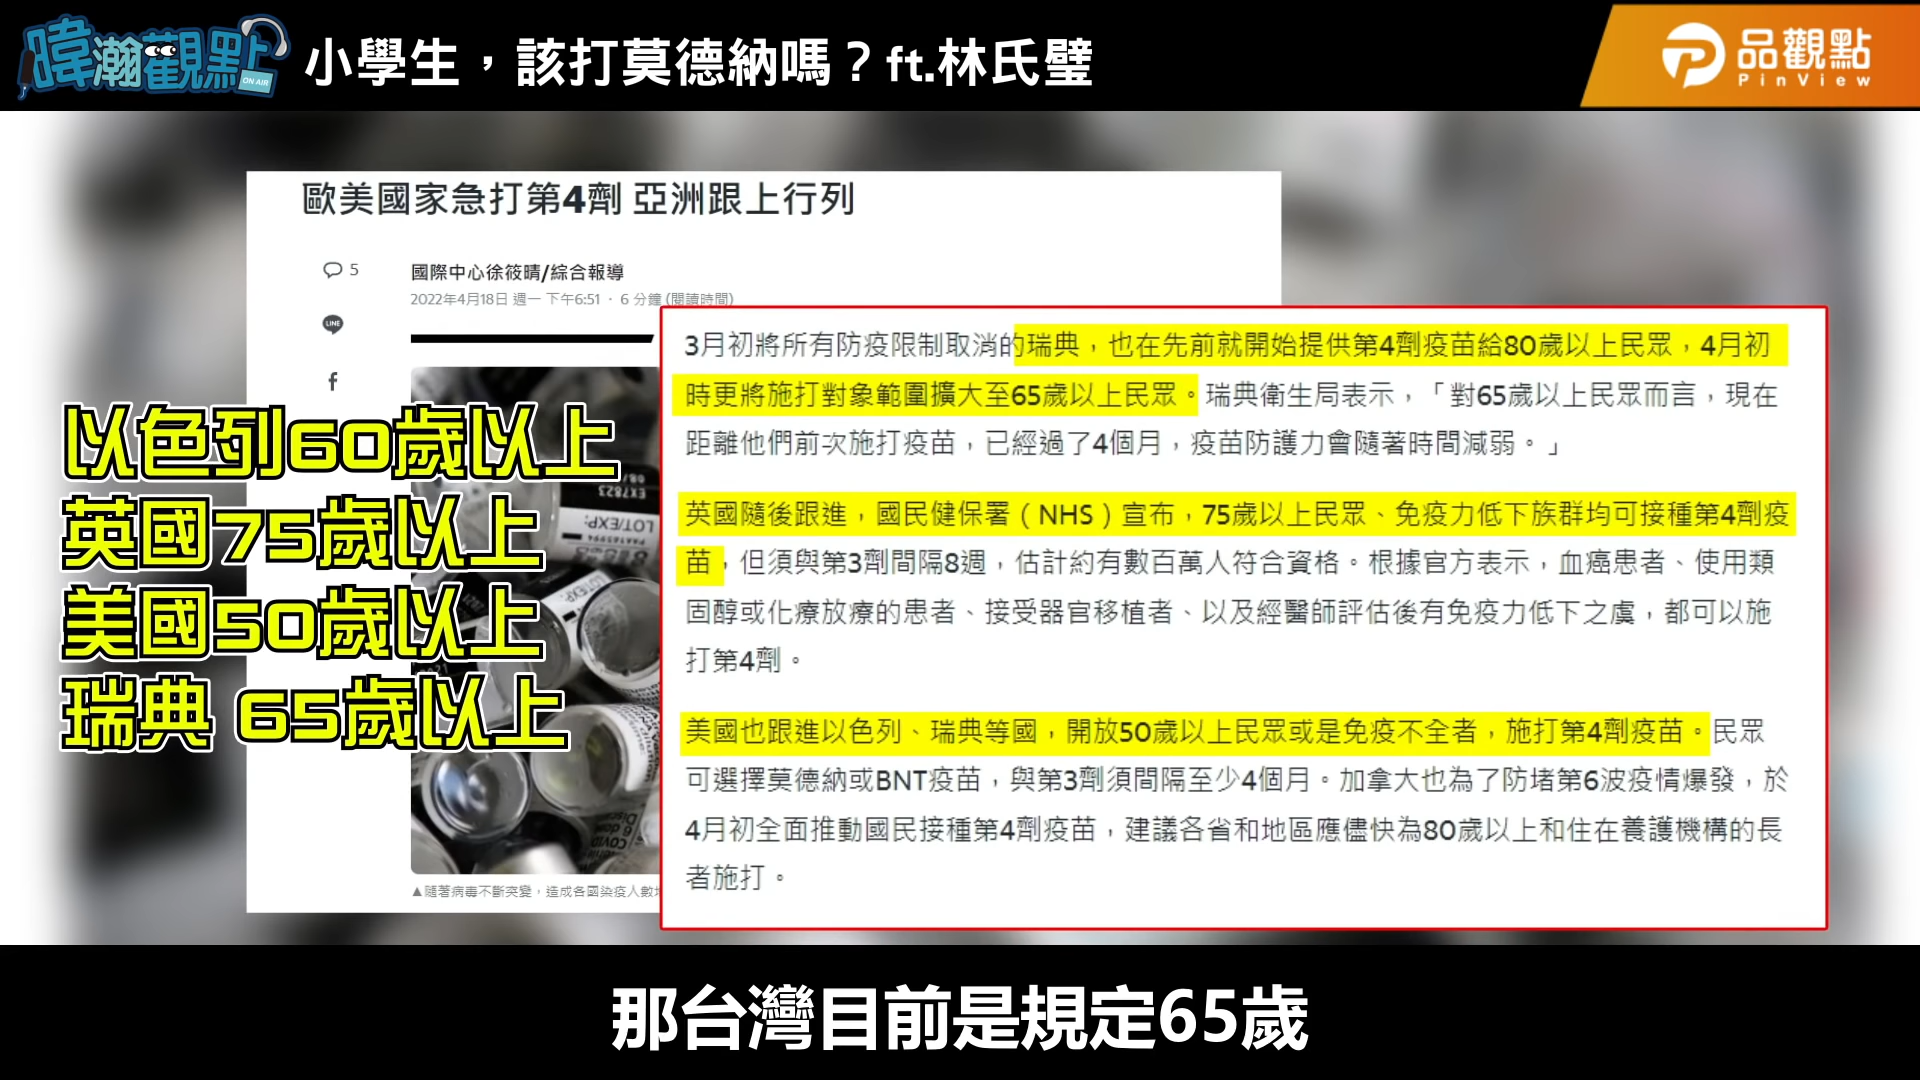 暐瀚觀點
ON AIR
小學生，該打莫德納嗎？ft.林氏璧
品觀點
PinView
歐美國家急打第4劑 亞洲跟上行列
5
國際中心徐筱晴/綜合報導
2022年4月18日 週一 下午6:51 · 6 分鐘 (閱讀時間)
LINE
以色列60歲以上
英國75歲以上
美國50歲以上
瑞典 65歲以上
EX7823
LOT/EXP:
▲隨著病毒不斷突變，造成各國染疫人數
3月初將所有防疫限制取消的瑞典，也在先前就開始提供第4劑疫苗給80歲以上民眾，4月初
時更將施打對象範圍擴大至65歲以上民眾。瑞典衛生局表示，「對65歲以上民眾而言，現在
距離他們前次施打疫苗，已經過了4個月，疫苗防護力會隨著時間減弱。」
英國隨後跟進，國民健保署（NHS）宣布，75歲以上民眾、免疫力低下族群均可接種第4劑疫
苗，但須與第3劑間隔8週，估計約有數百萬人符合資格。根據官方表示，血癌患者、使用類
固醇或化療放療的患者、接受器官移植者、以及經醫師評估後有免疫力低下之虞，都可以施
打第4劑。
美國也跟進以色列、瑞典等國，開放50歲以上民眾或是免疫不全者，施打第4劑疫苗。民眾
可選擇莫德納或BNT疫苗，與第3劑須間隔至少4個月。加拿大也為了防堵第6波疫情爆發，於
4月初全面推動國民接種第4劑疫苗，建議各省和地區應儘快為80歲以上和住在養護機構的長
者施打。
那台灣目前是規定65歲